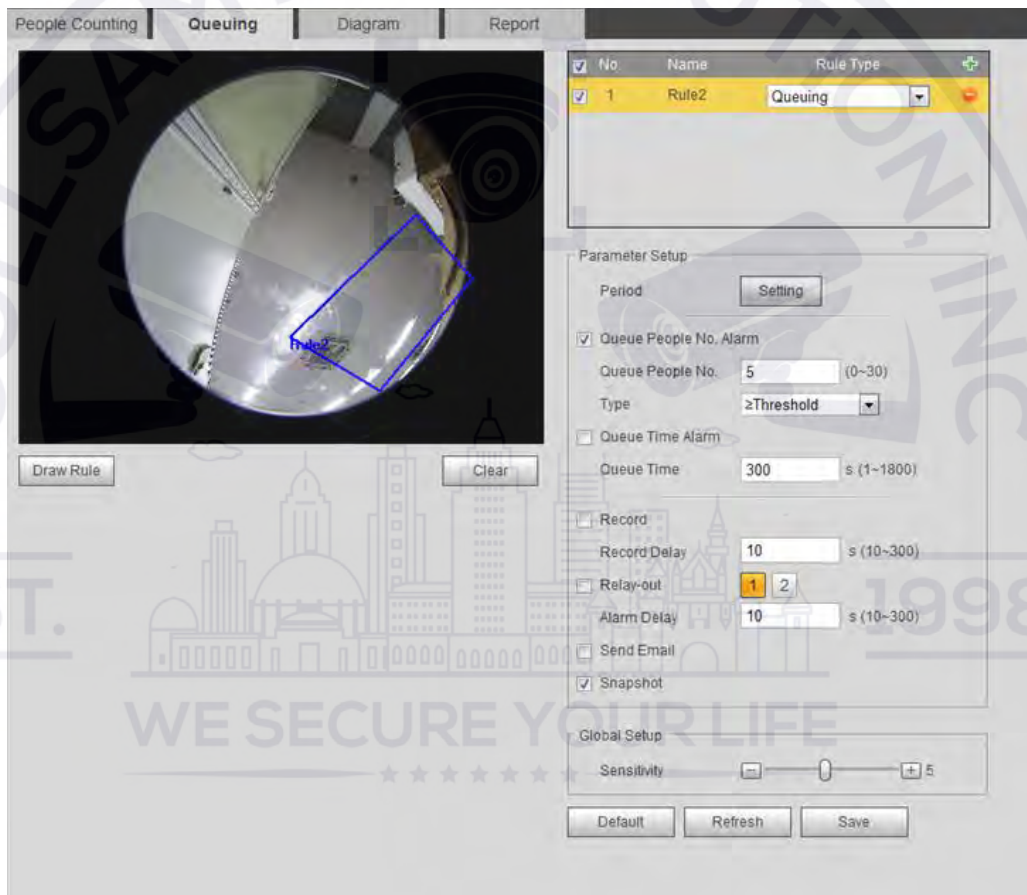 People Counting Queuing Diagram Report
No. Name Rule Type
1 Rule2 Queuing
Rule2
Draw Rule Clear
Parameter Setup
Period Setting
Queue People No. Alarm
Queue People No. 5 (0~30)
Type ≥Threshold
Queue Time Alarm
Queue Time 300 s (1~1800)
Record
Record Delay 10 s (10~300)
Relay-out 1 2
Alarm Delay 10 s (10~300)
Send Email
Snapshot
Global Setup
Sensitivity 5
Default Refresh Save
1998
WE SECURE YOUR LIFE